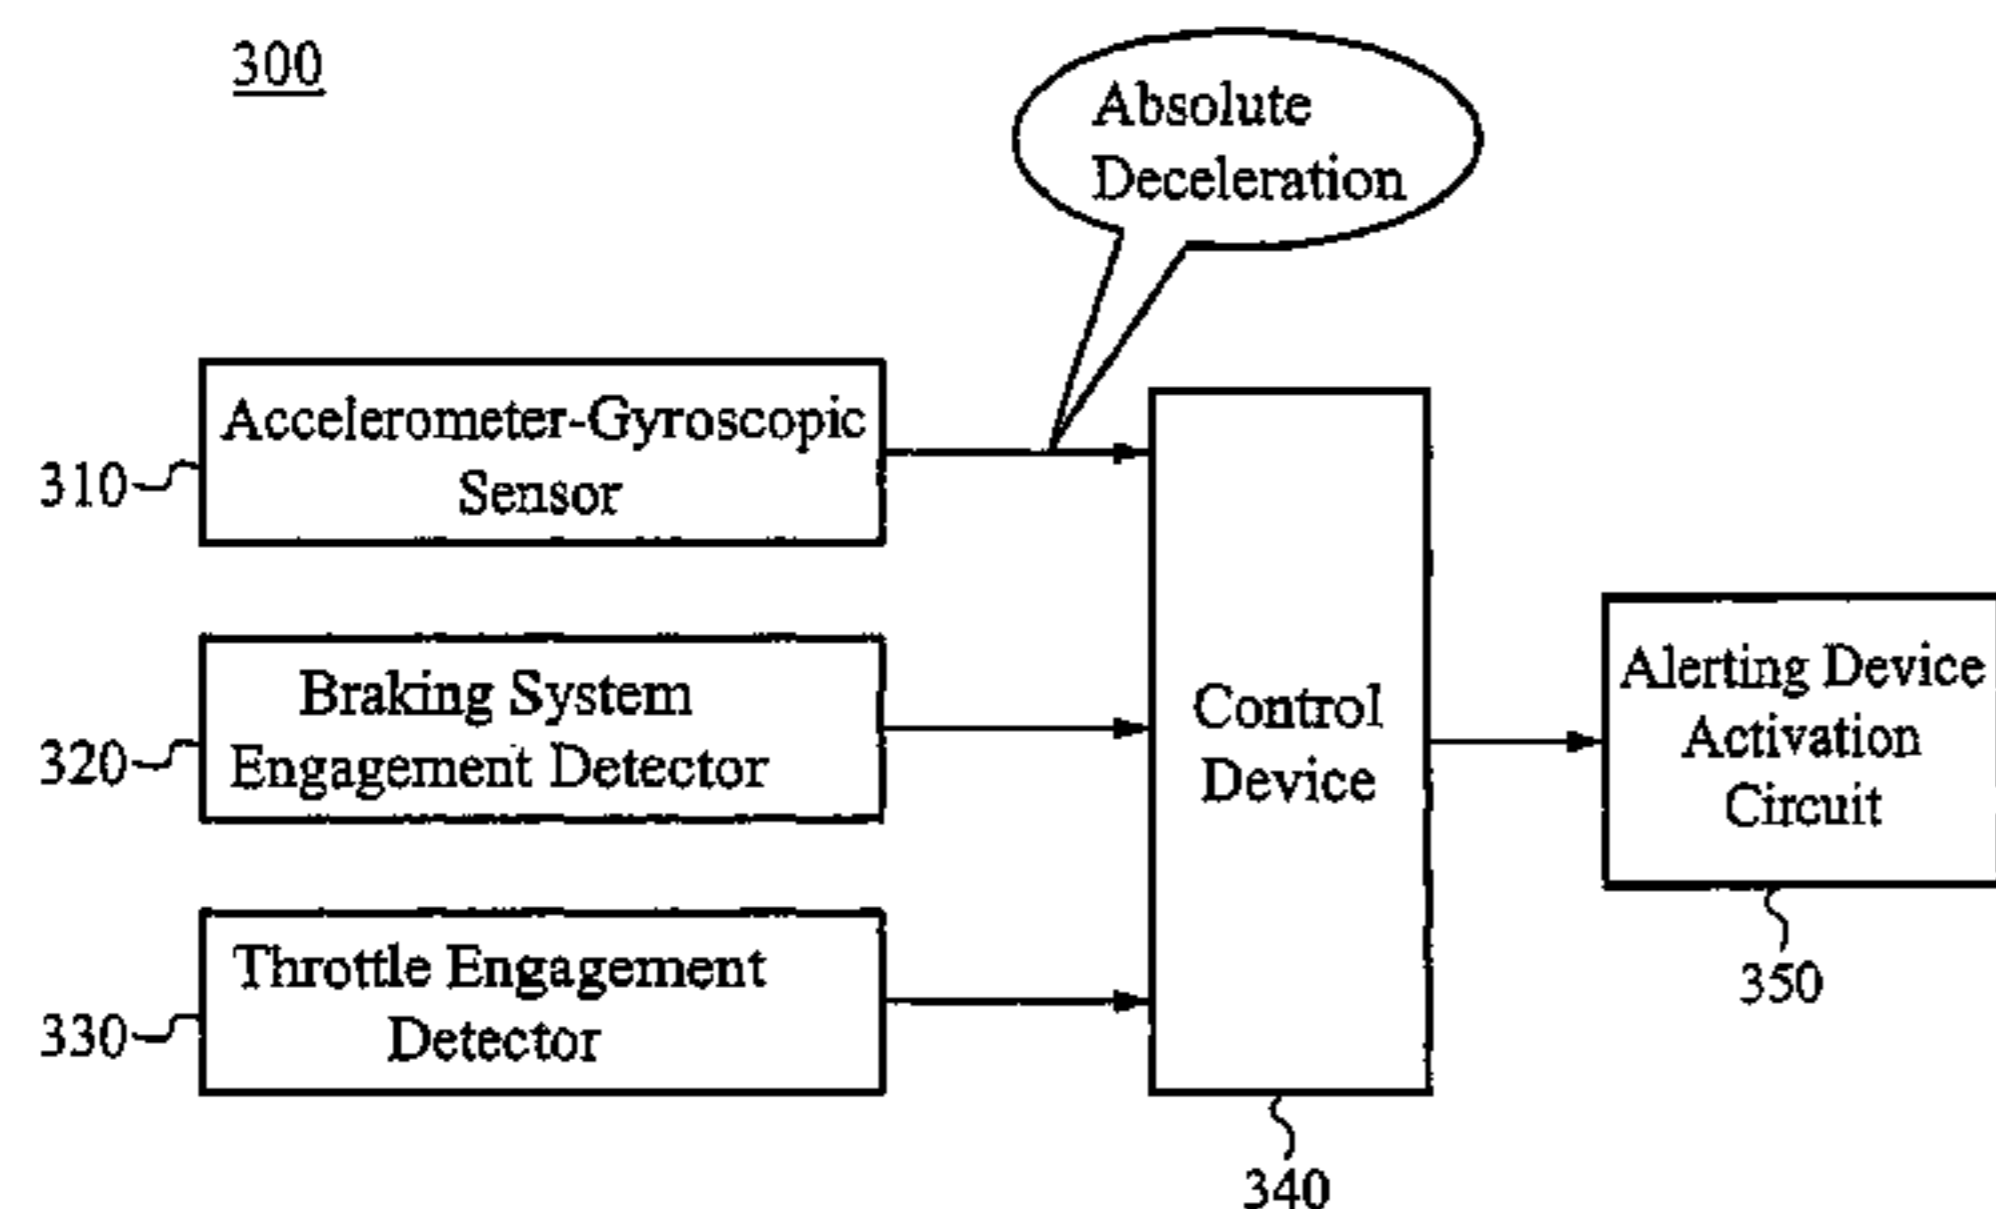 300
Absolute
Deceleration
Accelerometer-Gyroscopic
Sensor
310
Braking System
Engagement Detector
320
Throttle Engagement
Detector
330
Control
Device
340
Alerting Device
Activation
Circuit
350